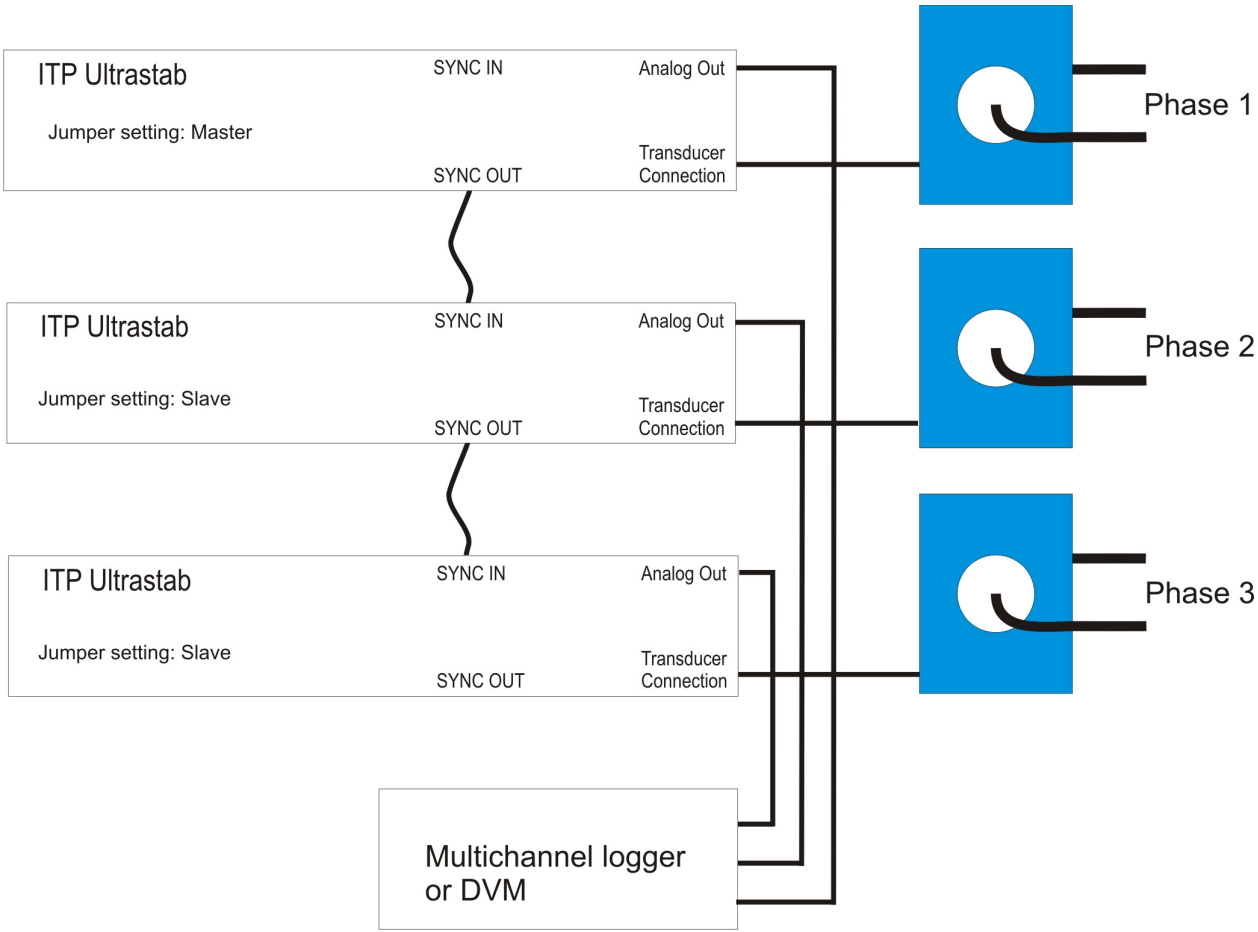 ITP Ultrastab
SYNC IN
Analog Out
Jumper setting: Master
Transducer
Connection
SYNC OUT
Phase 1
ITP Ultrastab
SYNC IN
Analog Out
Jumper setting: Slave
Transducer
Connection
SYNC OUT
Phase 2
ITP Ultrastab
SYNC IN
Analog Out
Jumper setting: Slave
Transducer
Connection
SYNC OUT
Phase 3
Multichannel logger
or DVM